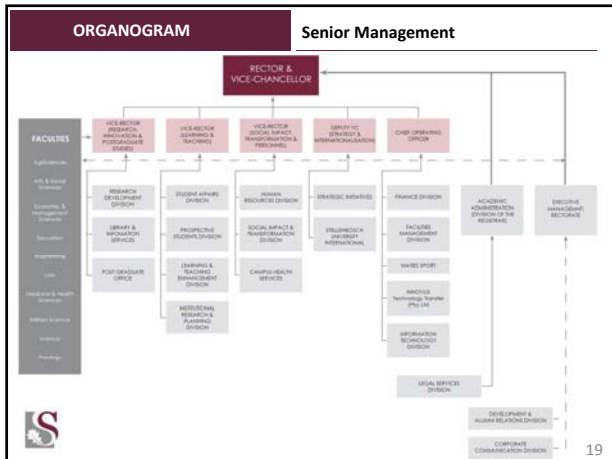 ORGANOGRAM
Senior Management
RECTOR &
VICE-CHANCELLOR
FACULTIES
AgriSciences
Arts & Social
Sciences
Economic &
Management
Sciences
Education
Engineering
Law
Medicine & Health
Sciences
Military Science
Science
Theology
VICE-RECTOR
(RESEARCH,
INNOVATION &
POSTGRADUATE
STUDIES)
RESEARCH
DEVELOPMENT
DIVISION
LIBRARY &
INFORMATION
SERVICES
POST GRADUATE
OFFICE
VICE-RECTOR
(LEARNING &
TEACHING)
STUDENT AFFAIRS
DIVISION
PROSPECTIVE
STUDENTS DIVISION
LEARNING &
TEACHING
ENHANCEMENT
DIVISION
INSTITUTIONAL
RESEARCH &
PLANNING
DIVISION
VICE-RECTOR
(SOCIAL IMPACT,
TRANSFORMATION &
PERSONNEL)
HUMAN
RESOURCES DIVISION
SOCIAL IMPACT &
TRANSFORMATION
DIVISION
CAMPUS HEALTH
SERVICES
DEPUTY VC
(STRATEGY &
INTERNATIONALISATION)
STRATEGIC INITIATIVES
STELLENBOSCH
UNIVERSITY
INTERNATIONAL
CHIEF OPERATING
OFFICER
FINANCE DIVISION
FACILITIES
MANAGEMENT
DIVISION
MATIES SPORT
INNOVUS
Technology Transfer
(Pty) Ltd
INFORMATION
TECHNOLOGY
DIVISION
ACADEMIC
ADMINISTRATION
(DIVISION OF THE
REGISTRAR)
LEGAL SERVICES
DIVISION
EXECUTIVE
MANAGEMENT:
RECTORATE
DEVELOPMENT &
ALUMNI RELATIONS DIVISION
CORPORATE
COMMUNICATION DIVISION
S
19